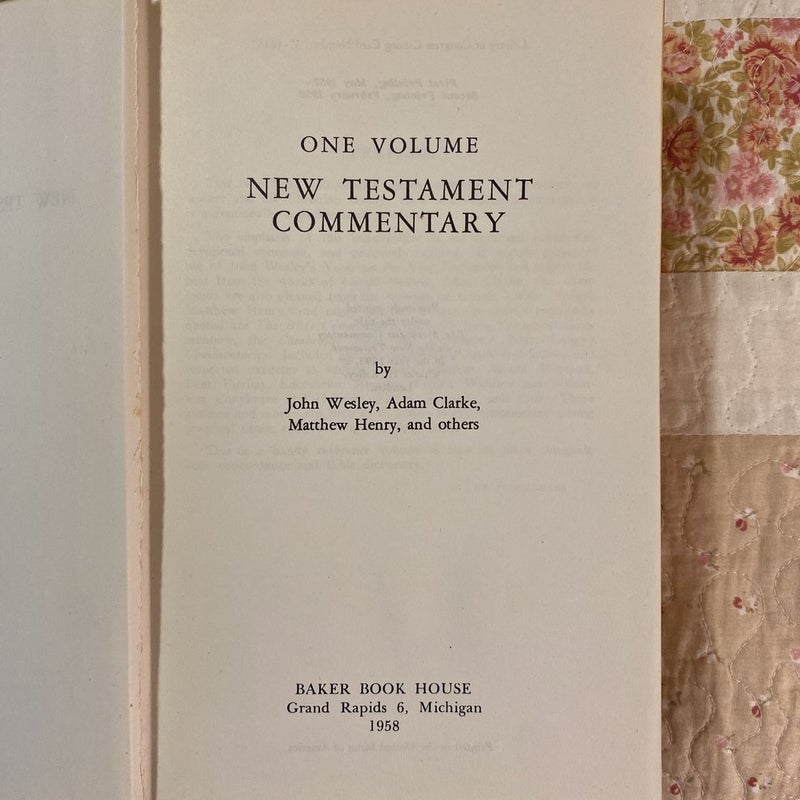 ONE VOLUME
NEW TESTAMENT
COMMENTARY
by
John Wesley, Adam Clarke,
Matthew Henry, and others
BAKER BOOK HOUSE
Grand Rapids 6, Michigan
1958